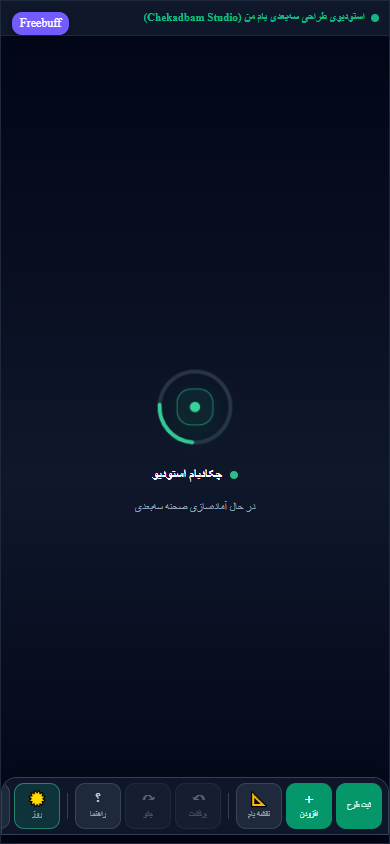 استودیوی طراحی سه‌بعدی بام من (Chekadbam Studio)
Freebuff
چکادبام استودیو
در حال آماده‌سازی صحنه سه‌بعدی
ثبت طرح
افزودن
نقشه بام
برگشت
جلو
؟
راهنما
روز